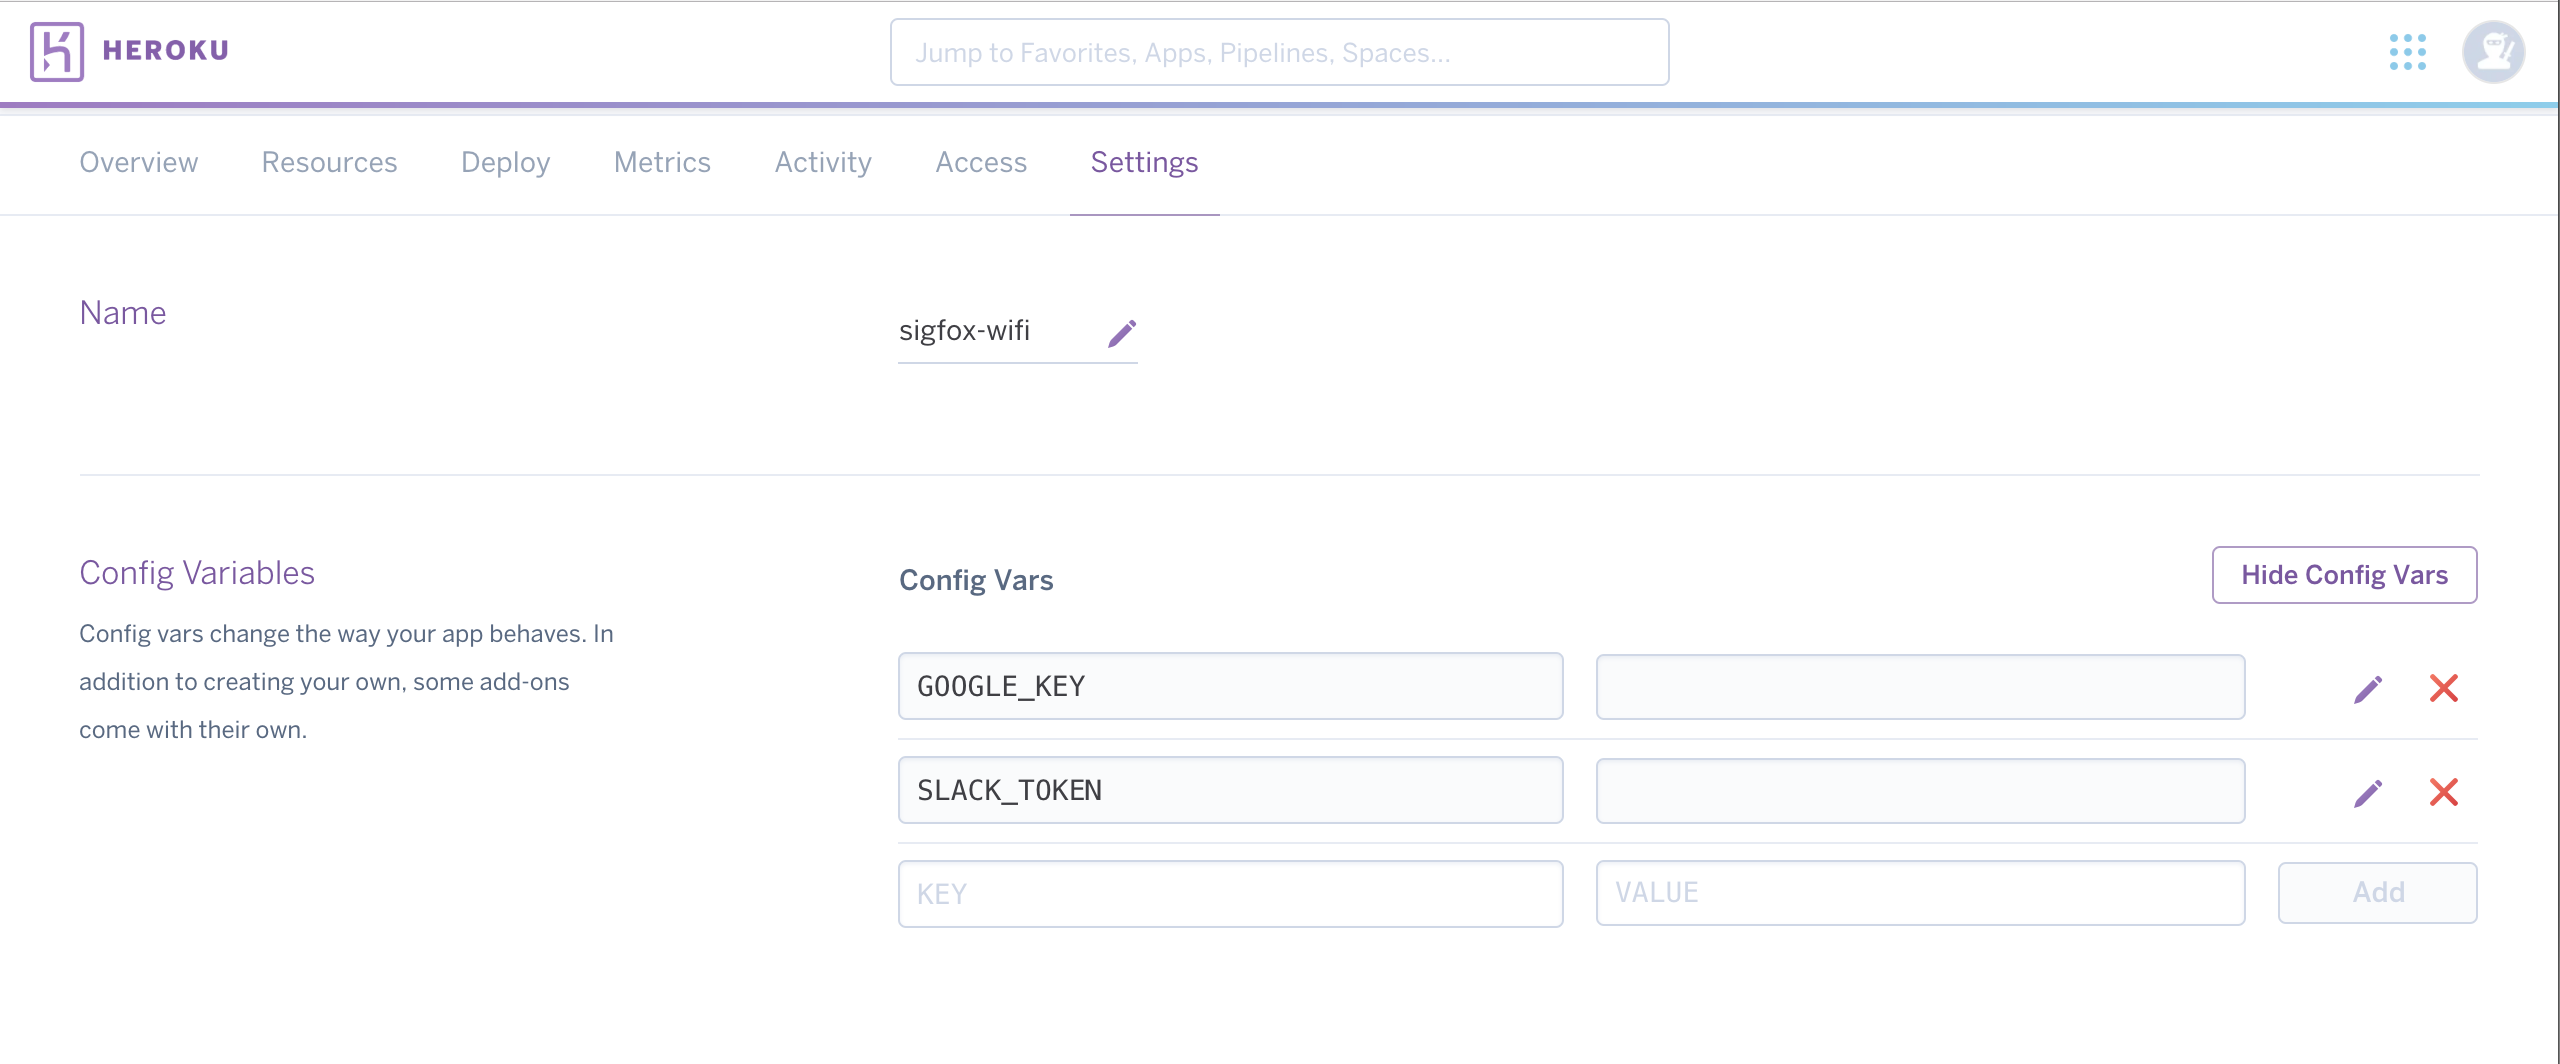 HEROKU
Jump to Favorites, Apps, Pipelines, Spaces...
Overview Resources Deploy Metrics Activity Access Settings
Name
sigfox-wifi
Config Variables
Config vars change the way your app behaves. In
addition to creating your own, some add-ons
come with their own.
Config Vars
Hide Config Vars
GOOGLE_KEY
SLACK_TOKEN
KEY VALUE Add